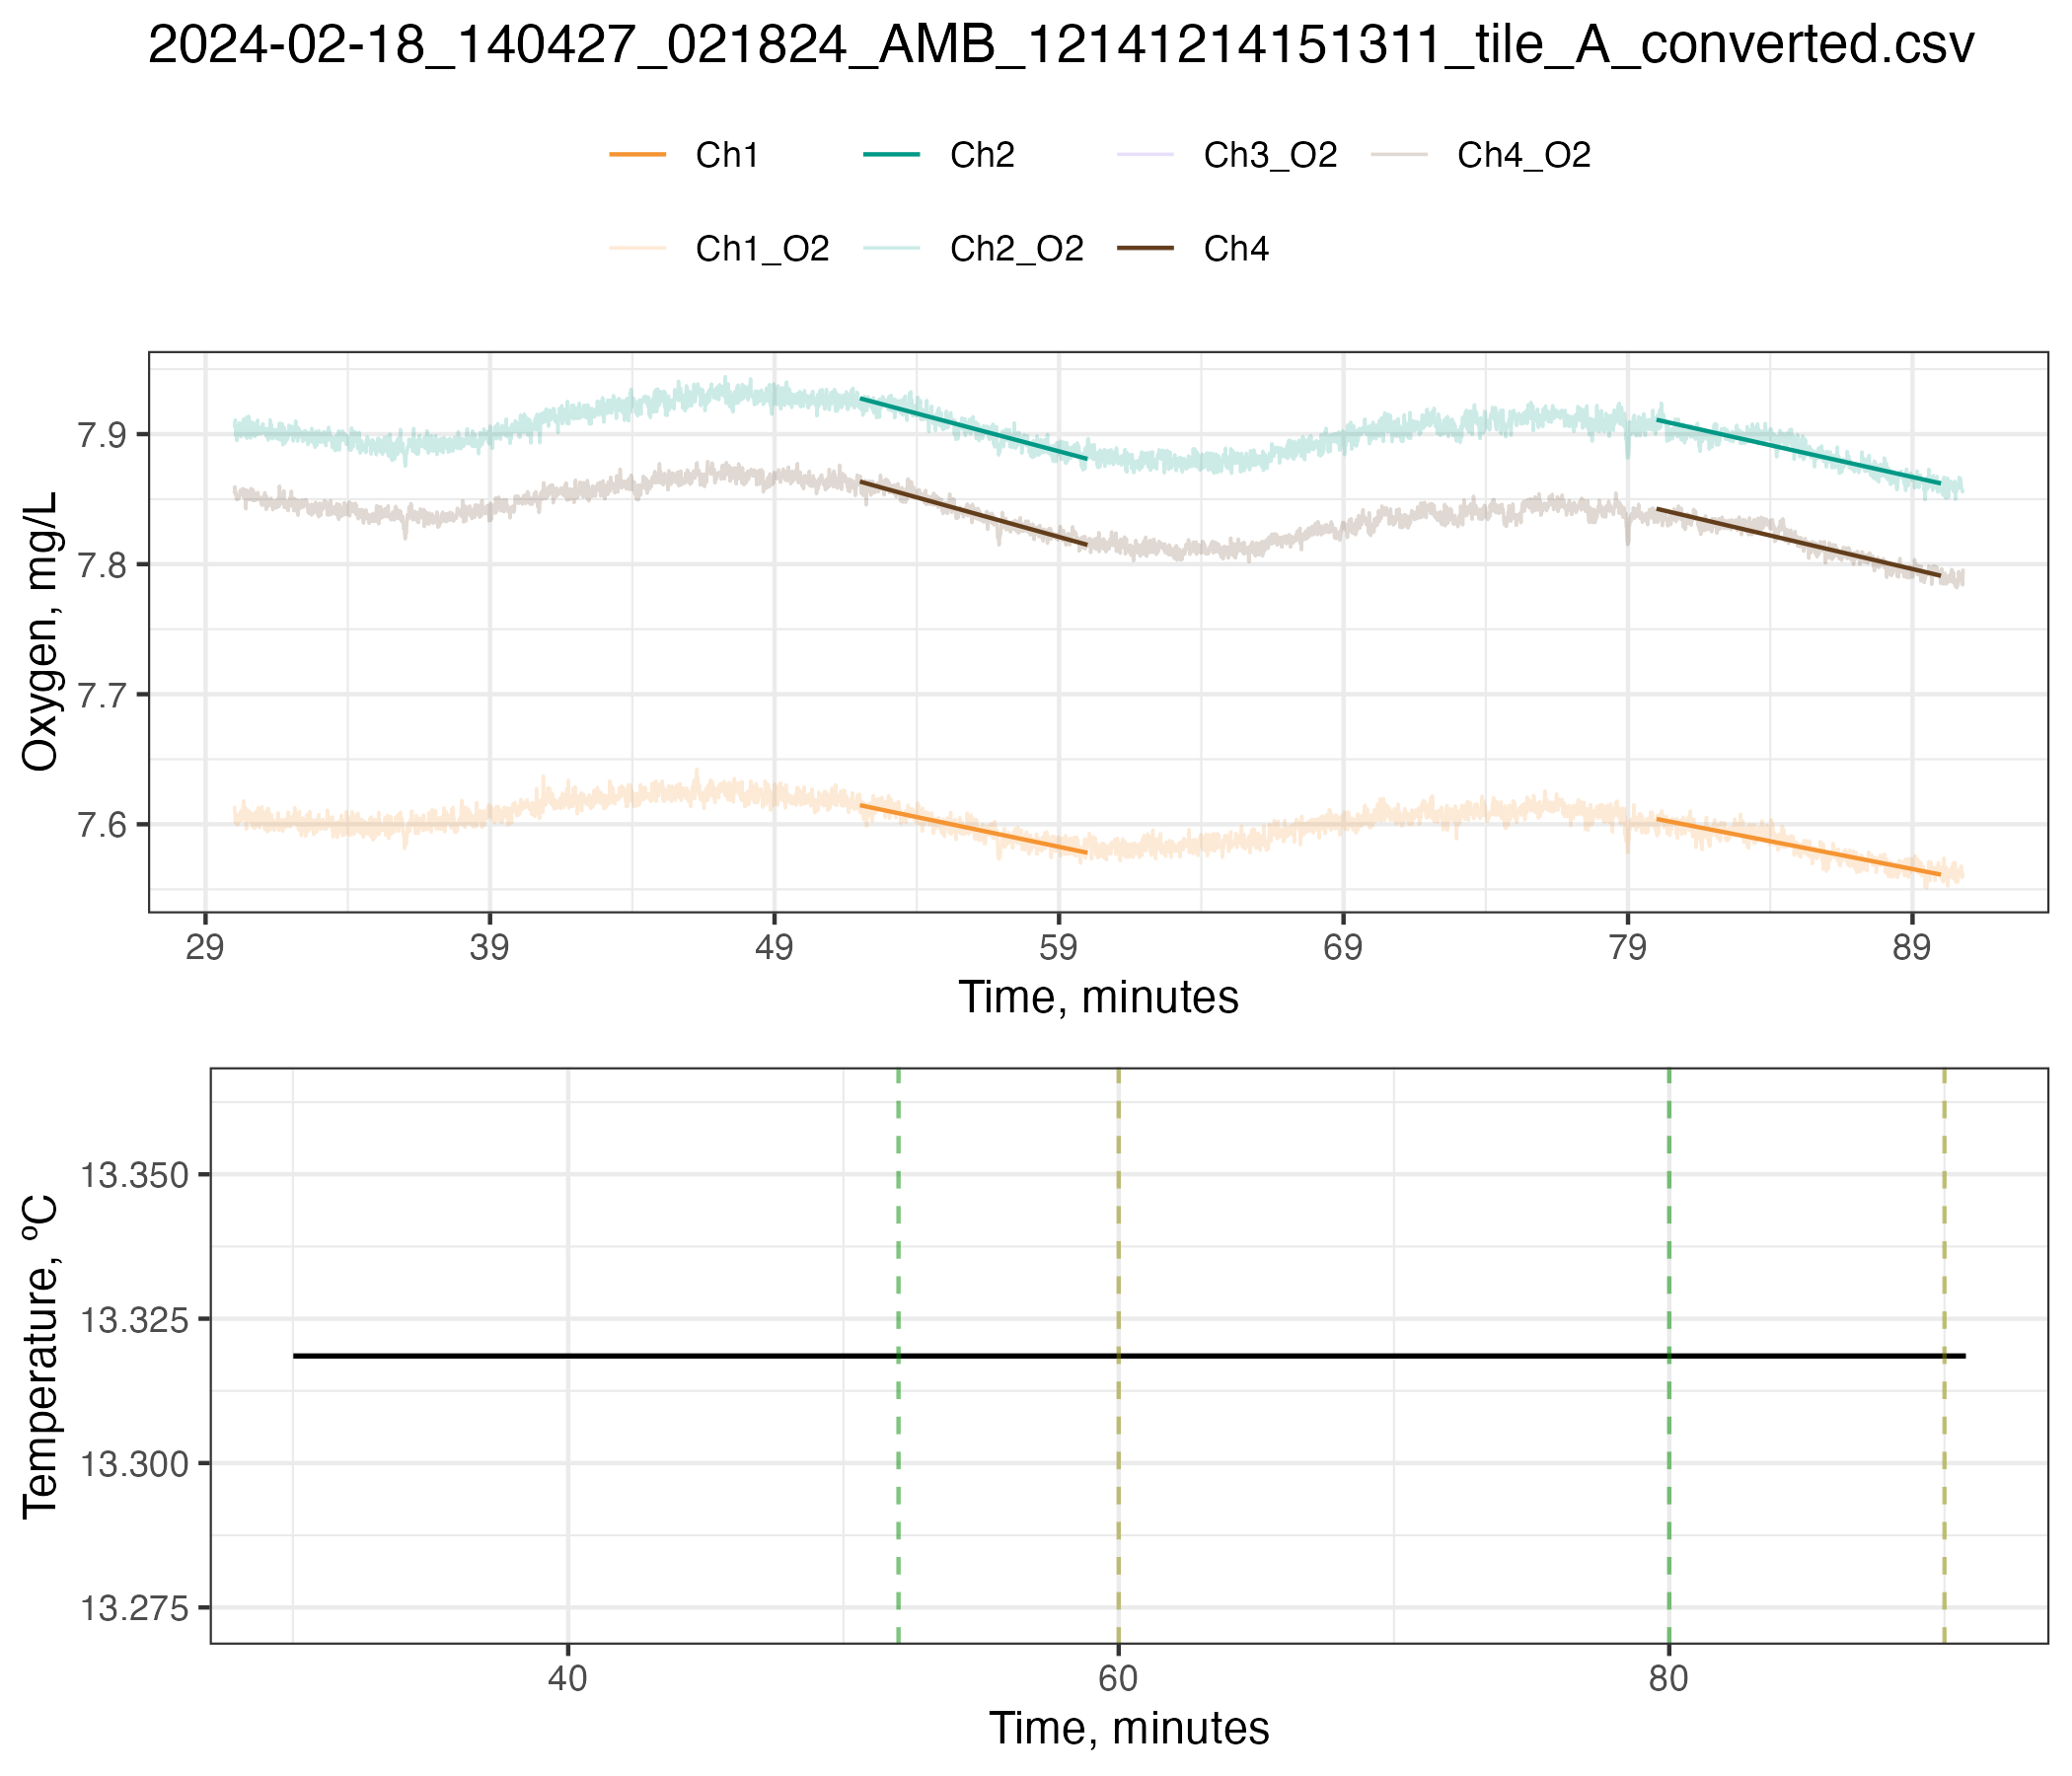 2024-02-18_140427_021824_AMB_12141214151311_tile_A_converted.csv
Ch1 Ch2 Ch3_O2 Ch4_O2
Ch1_O2 Ch2_O2 Ch4
Oxygen, mg/L
7.9
7.8
7.7
7.6
29 39 49 59 69 79 89
Time, minutes
Temperature, ºC
13.350
13.325
13.300
13.275
40 60 80
Time, minutes